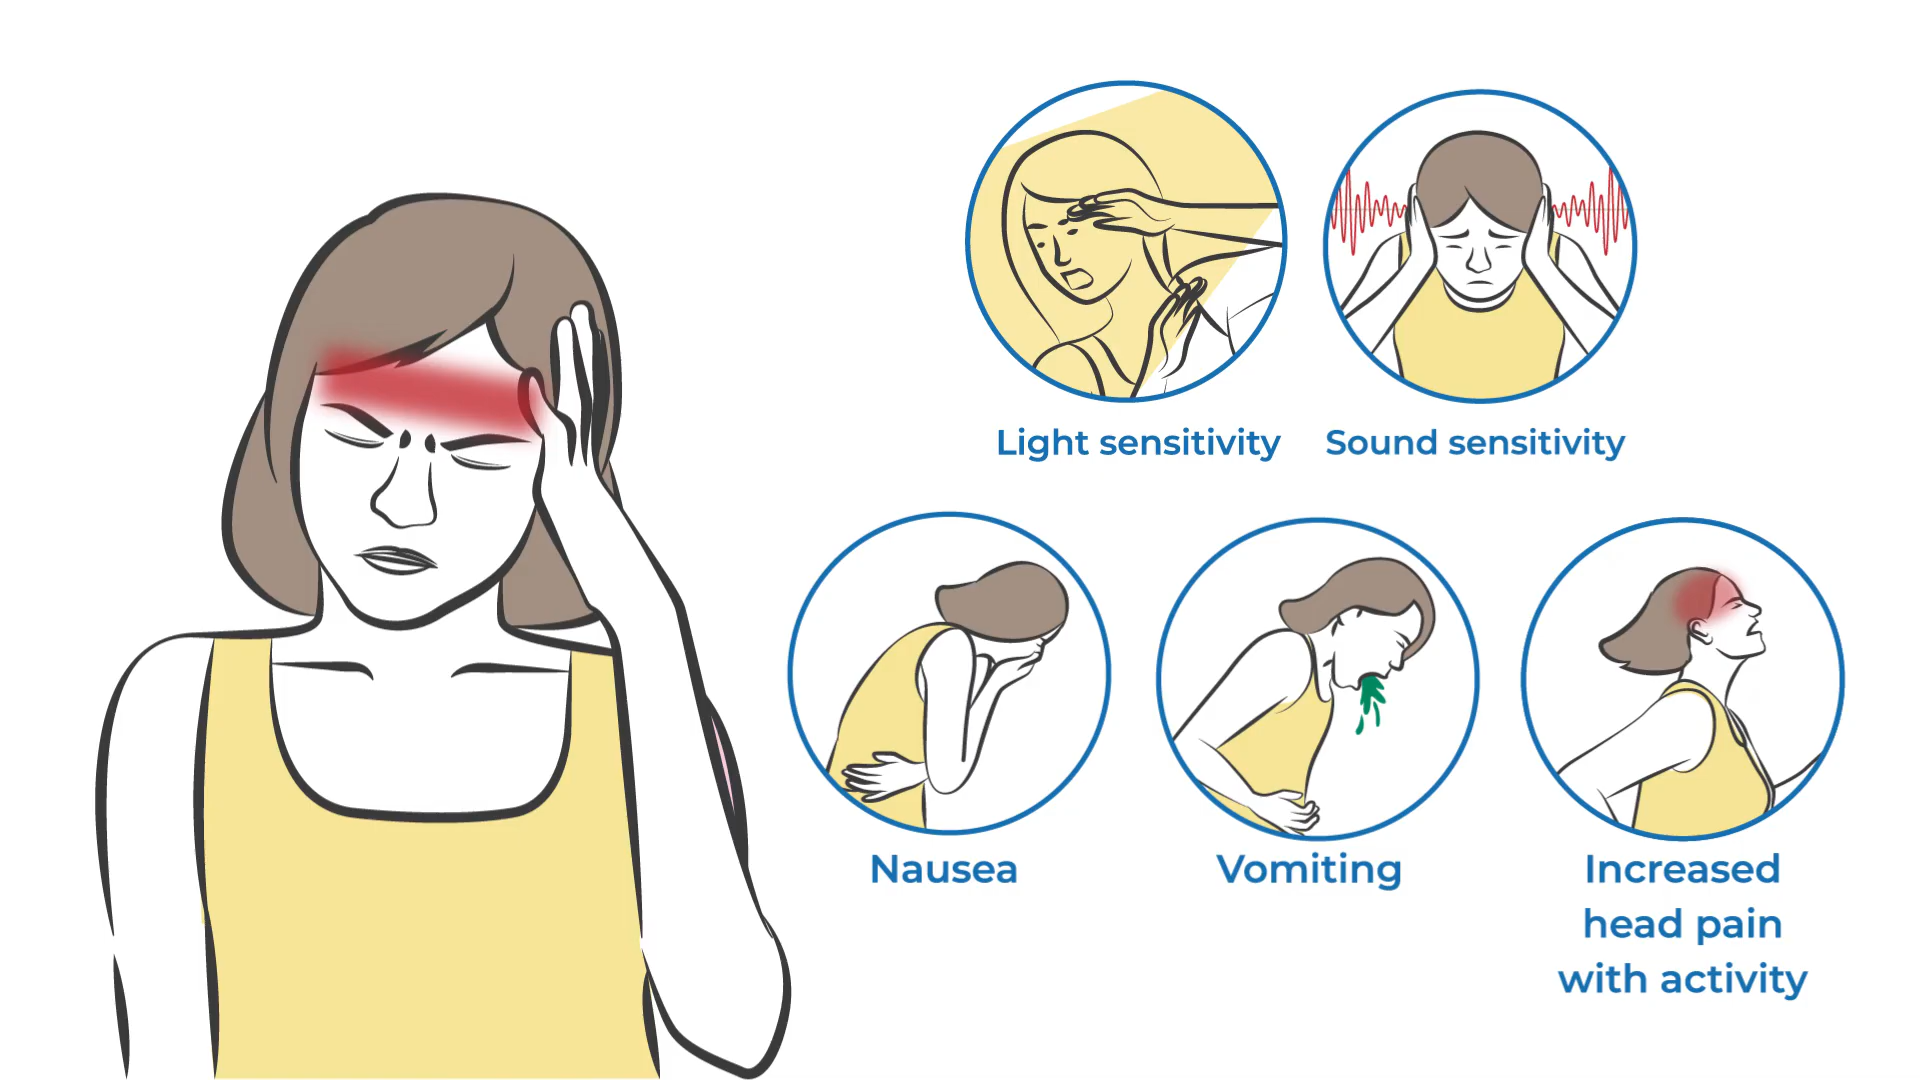 Light sensitivity
Sound sensitivity
Nausea
Vomiting
Increased
head pain
with activity